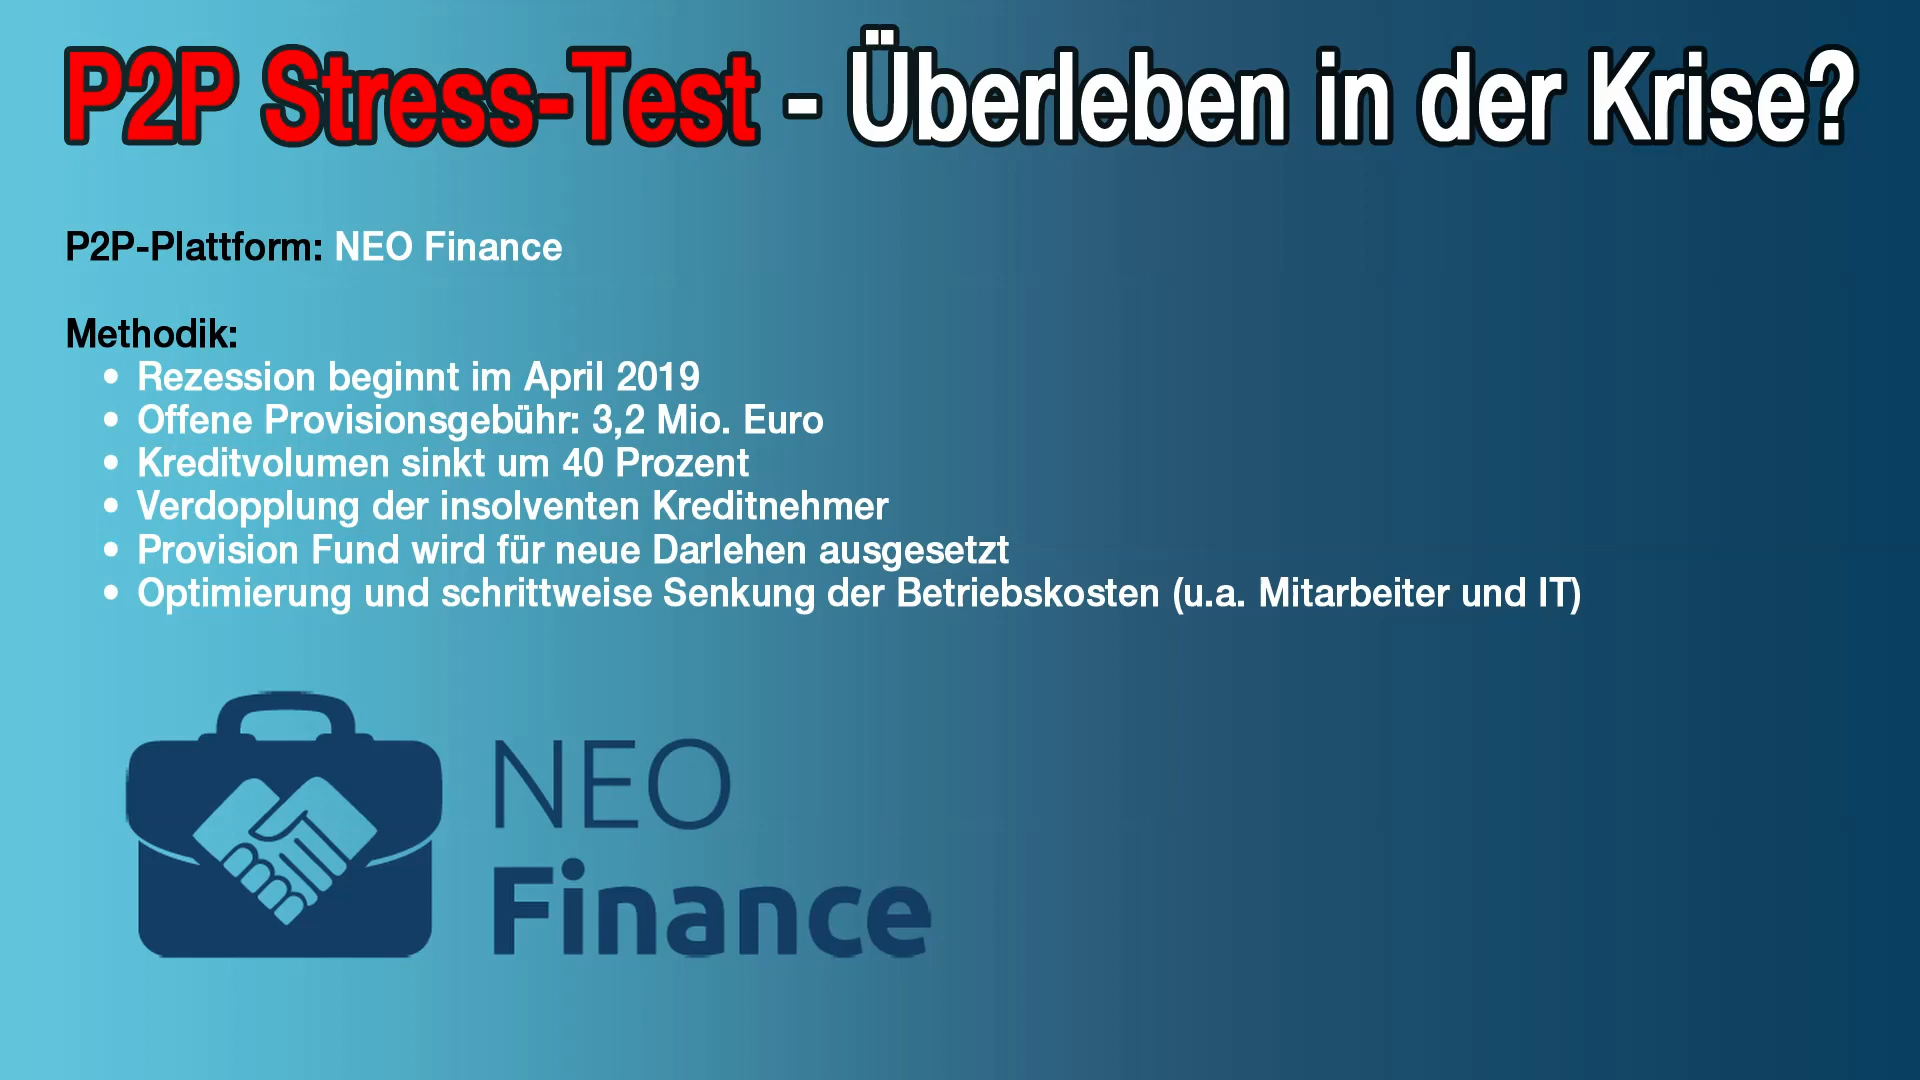 P2P Stress-Test - Überleben in der Krise?
P2P-Plattform: NEO Finance
Methodik:
• Rezession beginnt im April 2019
• Offene Provisionsgebühr: 3,2 Mio. Euro
• Kreditvolumen sinkt um 40 Prozent
• Verdopplung der insolventen Kreditnehmer
• Provision Fund wird für neue Darlehen ausgesetzt
• Optimierung und schrittweise Senkung der Betriebskosten (u.a. Mitarbeiter und IT)
NEO
Finance